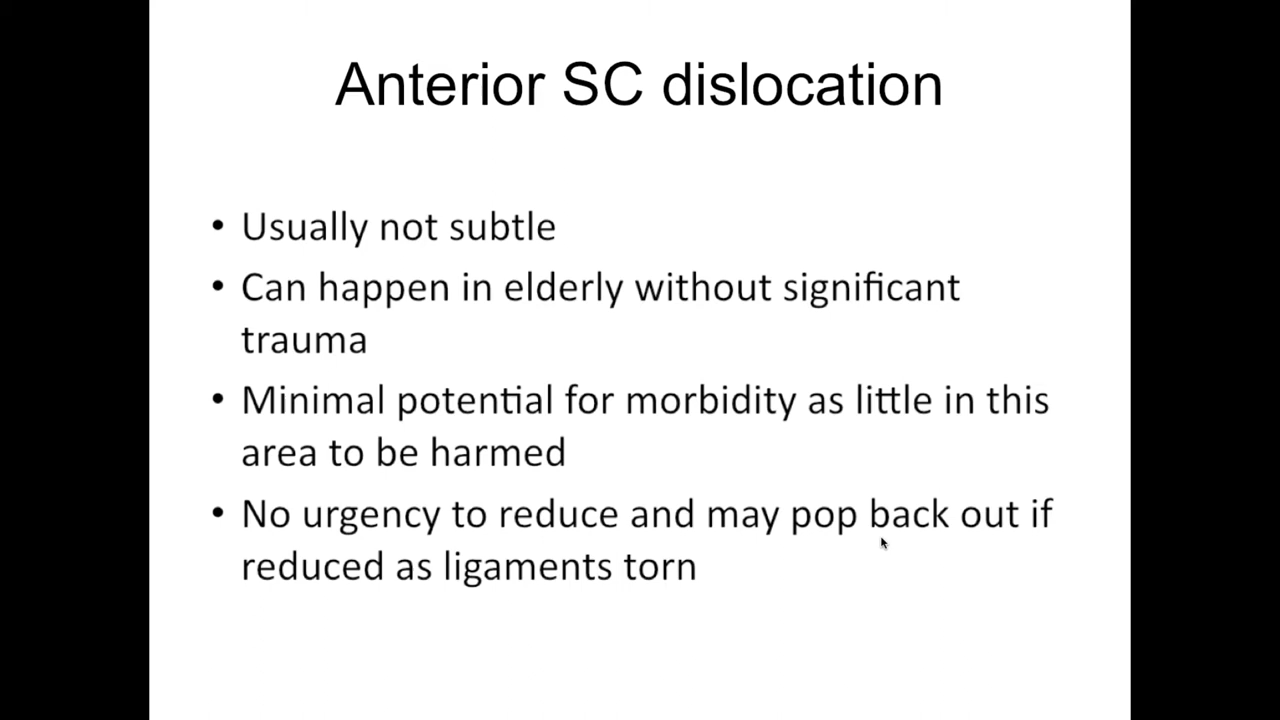 Anterior SC dislocation
• Usually not subtle
• Can happen in elderly without significant
trauma
• Minimal potential for morbidity as little in this
area to be harmed
• No urgency to reduce and may pop back out if
reduced as ligaments torn